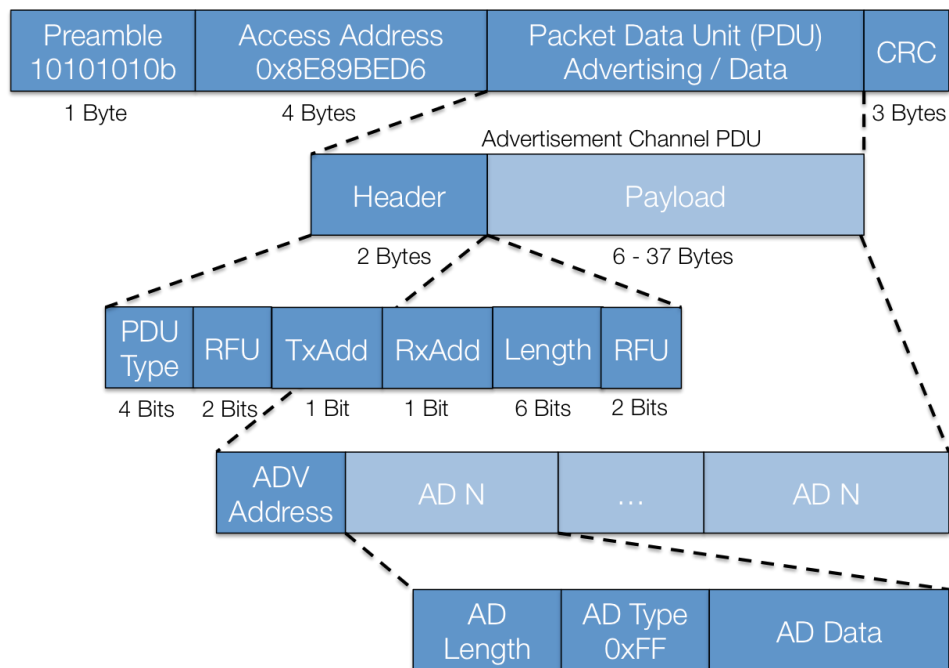 Preamble
10101010b
Access Address
0x8E89BED6
Packet Data Unit (PDU)
Advertising / Data
CRC
1 Byte
4 Bytes
3 Bytes
Advertisement Channel PDU
Header
Payload
2 Bytes
6 - 37 Bytes
PDU
Type
RFU
TxAdd
RxAdd
Length
RFU
4 Bits
2 Bits
1 Bit
1 Bit
6 Bits
2 Bits
ADV
Address
AD N
...
AD N
AD
Length
AD Type
0xFF
AD Data